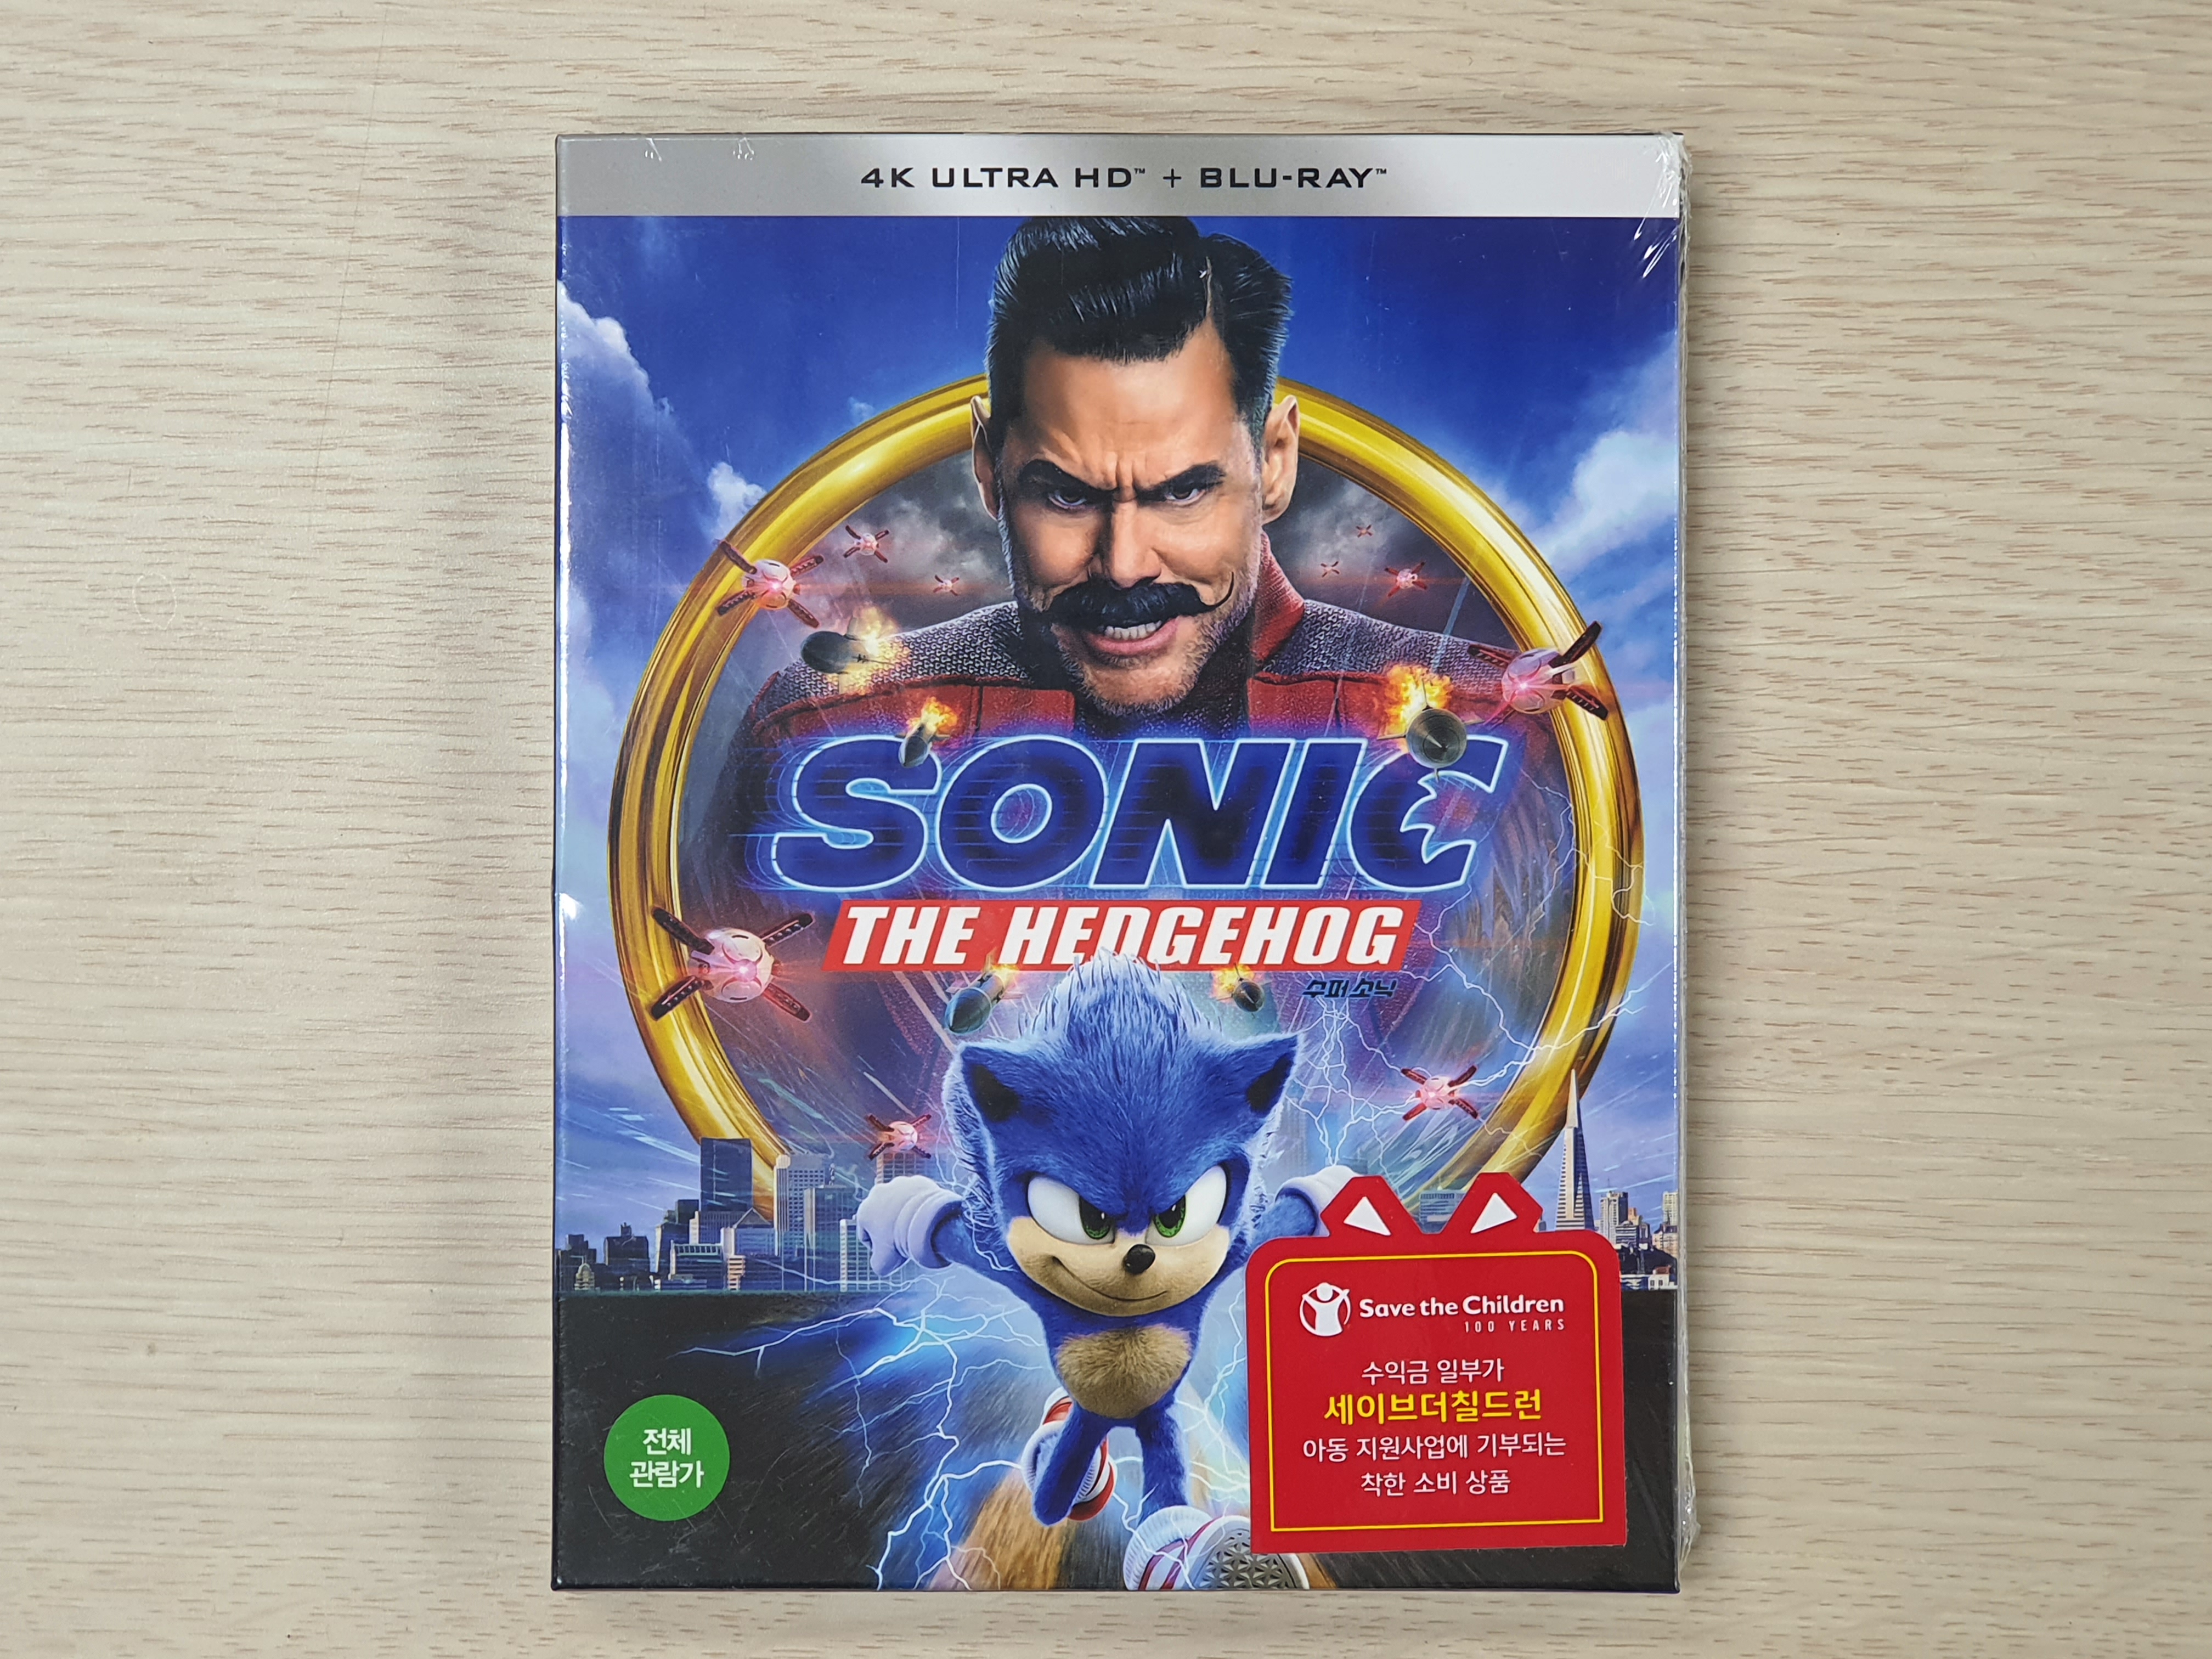 4K ULTRA HD™ + BLU-RAY™
SONIC
THE HEDGEHOG
수퍼 소닉
Save the Children
100 YEARS
수익금 일부가
세이브더칠드런
아동 지원사업에 기부되는
착한 소비 상품
전체
관람가